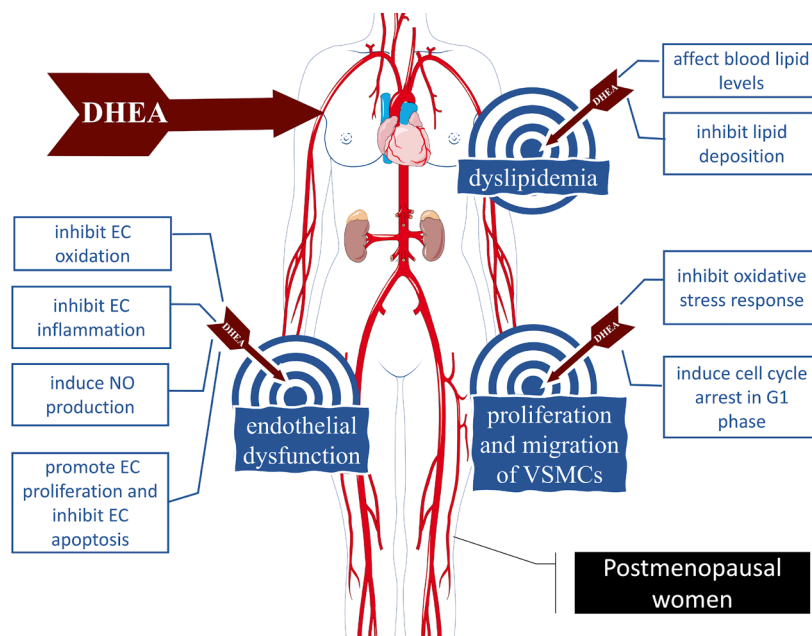 DHEA
affect blood lipid
levels
DHEA
inhibit lipid
deposition
dyslipidemia
inhibit EC
oxidation
inhibit EC
inflammation
DHEA
induce NO
production
promote EC
proliferation and
inhibit EC
apoptosis
endothelial
dysfunction
inhibit oxidative
stress response
DHEA
induce cell cycle
arrest in G1
phase
proliferation
and migration
of VSMCs
Postmenopausal
women